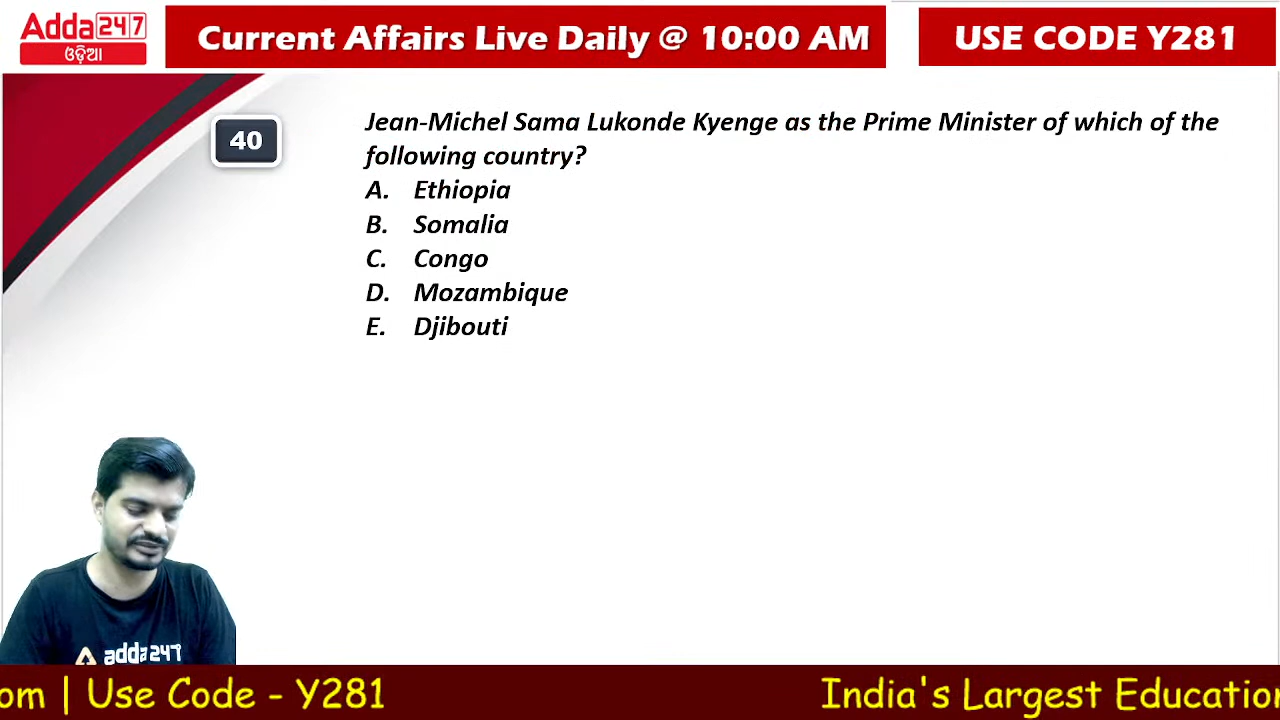 Adda247
ଓଡ଼ିଆ
Current Affairs Live Daily @ 10:00 AM
USE CODE Y281
40
Jean-Michel Sama Lukonde Kyenge as the Prime Minister of which of the
following country?
A. Ethiopia
B. Somalia
C. Congo
D. Mozambique
E. Djibouti
adda247
om | Use Code - Y281
India's Largest Education